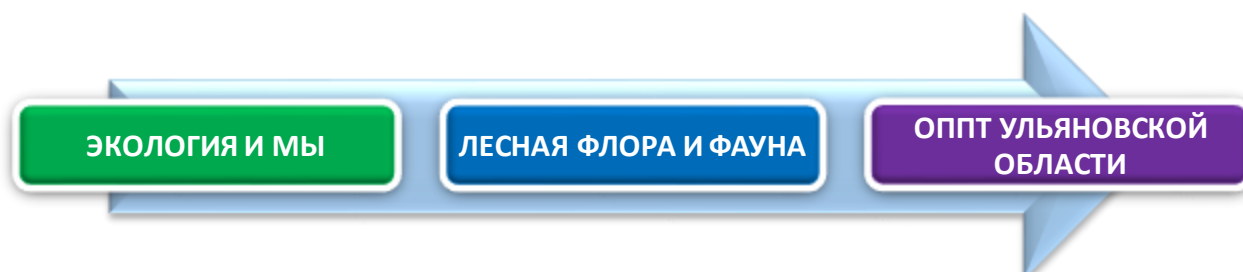 ЭКОЛОГИЯ И МЫ
ЛЕСНАЯ ФЛОРА И ФАУНА
ОППТ УЛЬЯНОВСКОЙ
ОБЛАСТИ